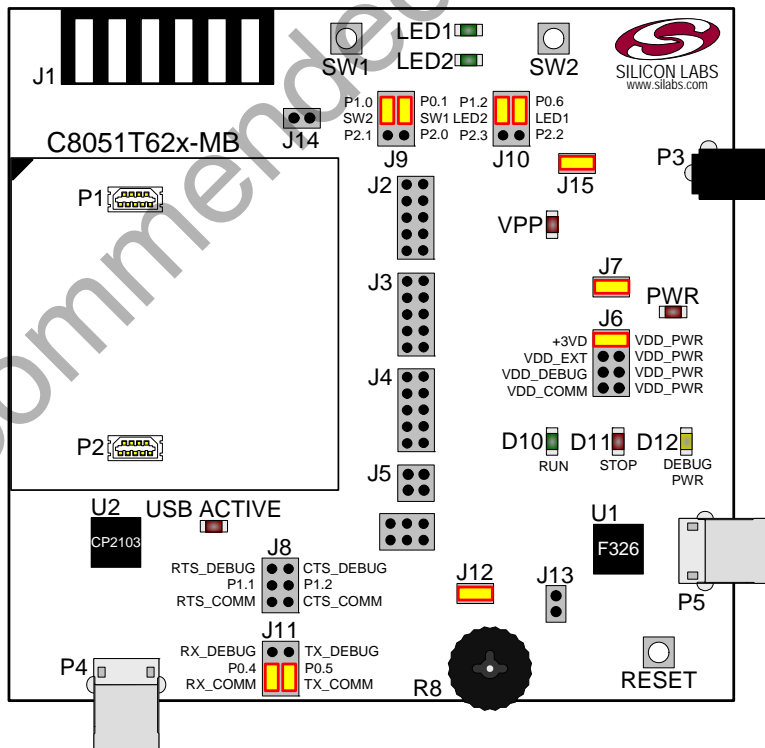 J1
SW1
LED1
LED2
SW2
SILICON LABS
www.silabs.com
C8051T62x-MB
J14
P1.0 P0.1
SW2 SW1
P2.1 P2.0
J9
P1.2 P0.6
LED2 LED1
P2.3 P2.2
J10
J15
P3
P1
J2
VPP
J3
J7
PWR
J6
+3VD VDD_PWR
VDD_EXT VDD_PWR
VDD_DEBUG VDD_PWR
VDD_COMM VDD_PWR
J4
P2
D10
RUN
D11
STOP
D12
DEBUG
PWR
J5
U2
CP2103
USB ACTIVE
U1
F326
J8
RTS_DEBUG CTS_DEBUG
P1.1 P1.2
RTS_COMM CTS_COMM
J12
J13
P5
J11
RX_DEBUG TX_DEBUG
P0.4 P0.5
RX_COMM TX_COMM
P4
R8
RESET
ommended